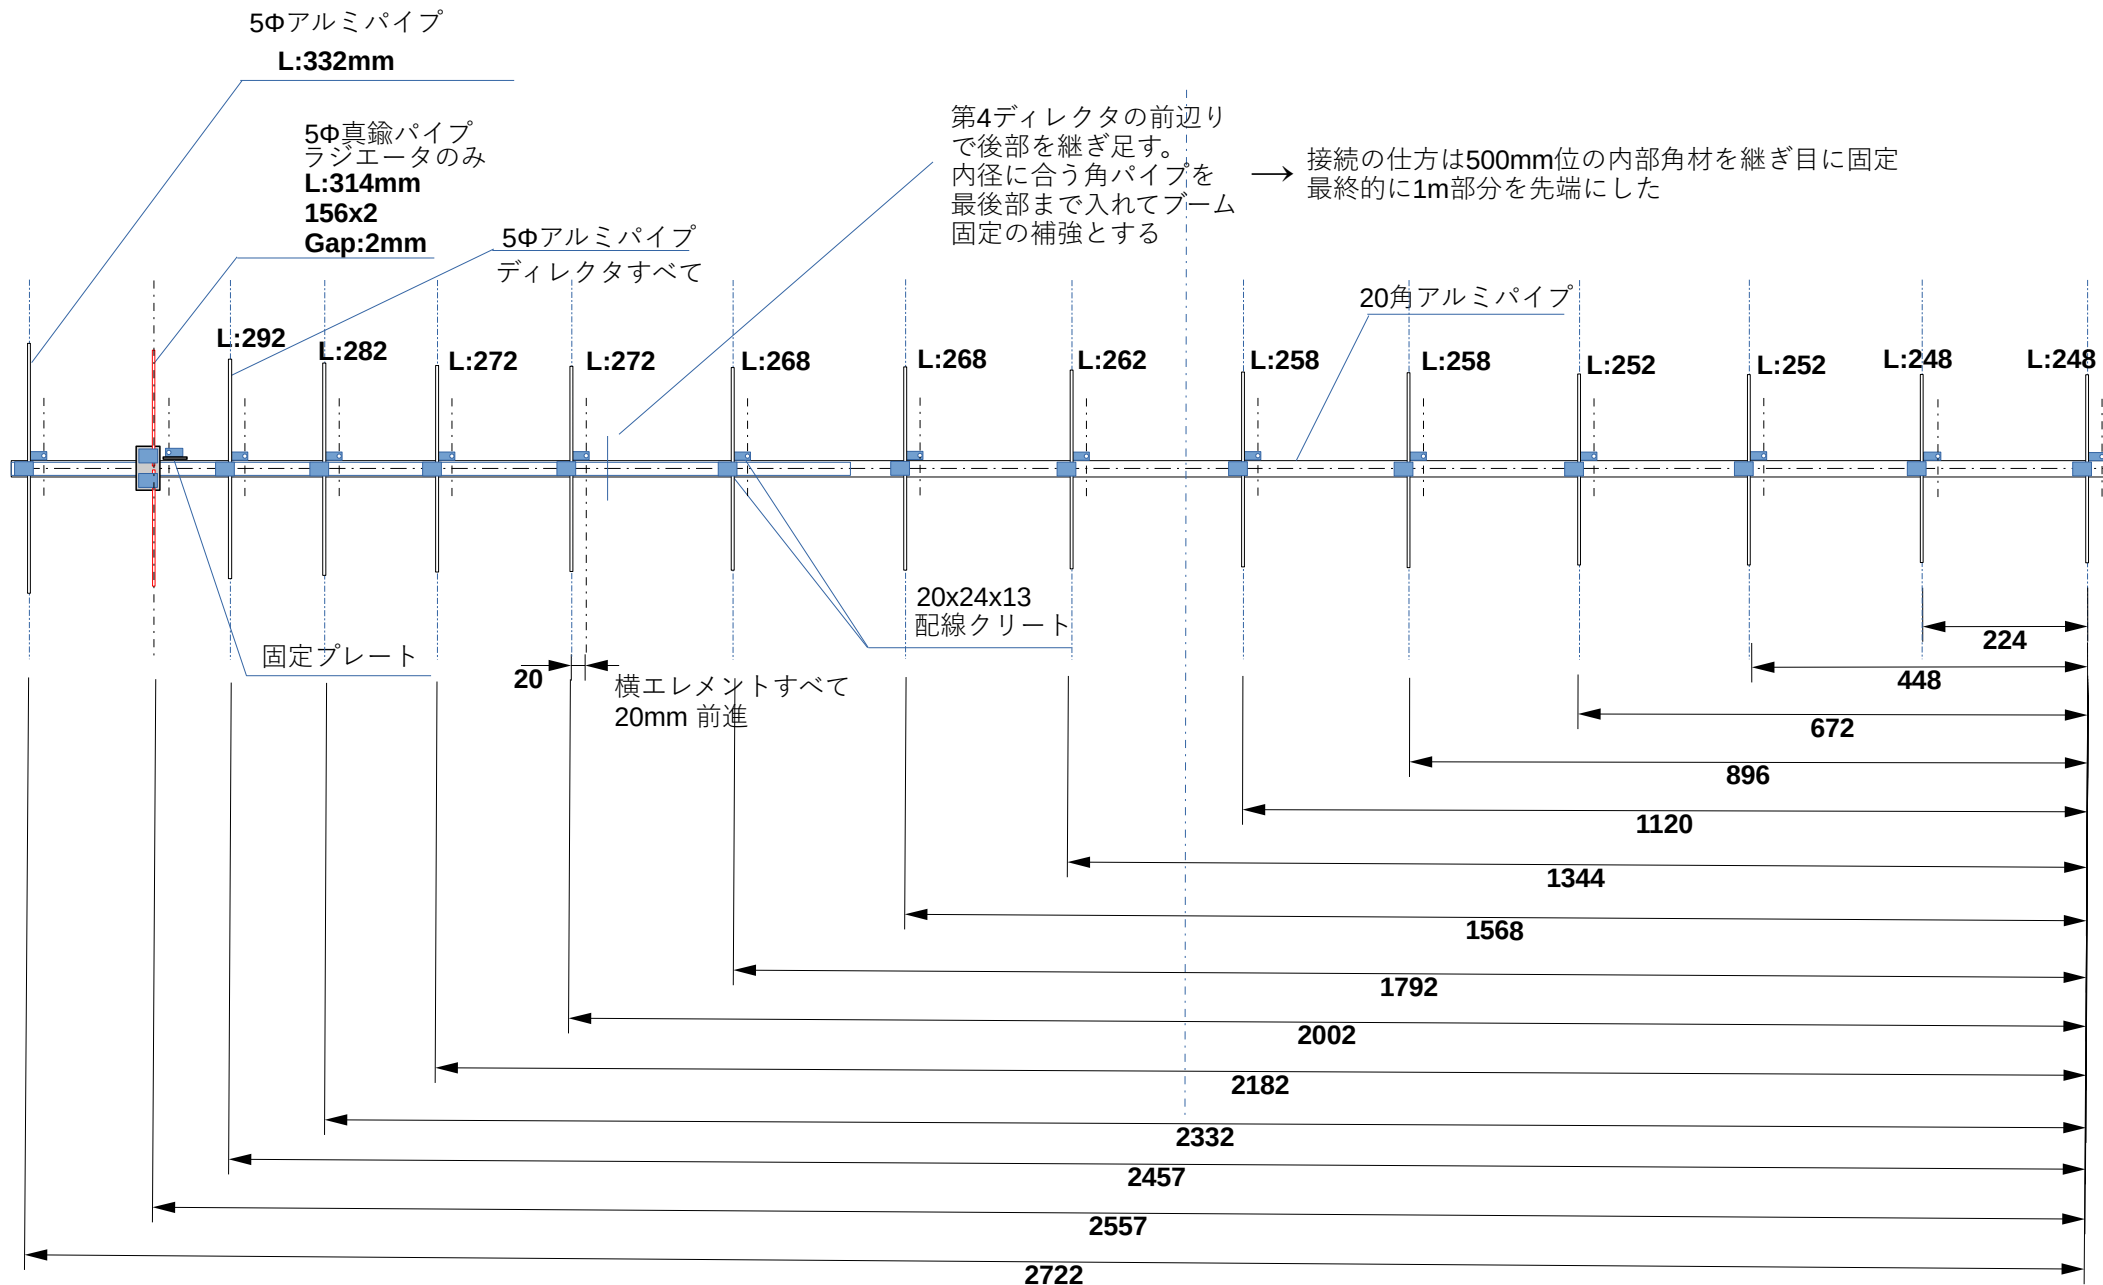 5Φアルミパイプ
L:332mm
5Φ真鍮パイプ
ラジエータのみ
L:314mm
156x2
Gap:2mm
5Φアルミパイプ
ディレクタすべて
第4ディレクタの前辺り
で後部を継ぎ足す。
内径に合う角パイプを
最後部まで入れてブーム
固定の補強とする
接続の仕方は500mm位の内部角材を継ぎ目に固定
最終的に1m部分を先端にした
20角アルミパイプ
L:292
L:282
L:272
L:272
L:268
L:268
L:262
L:258
L:258
L:252
L:252
L:248
L:248
20x24x13
配線クリート
固定プレート
20
横エレメントすべて
20mm 前進
224
448
672
896
1120
1344
1568
1792
2002
2182
2332
2457
2557
2722